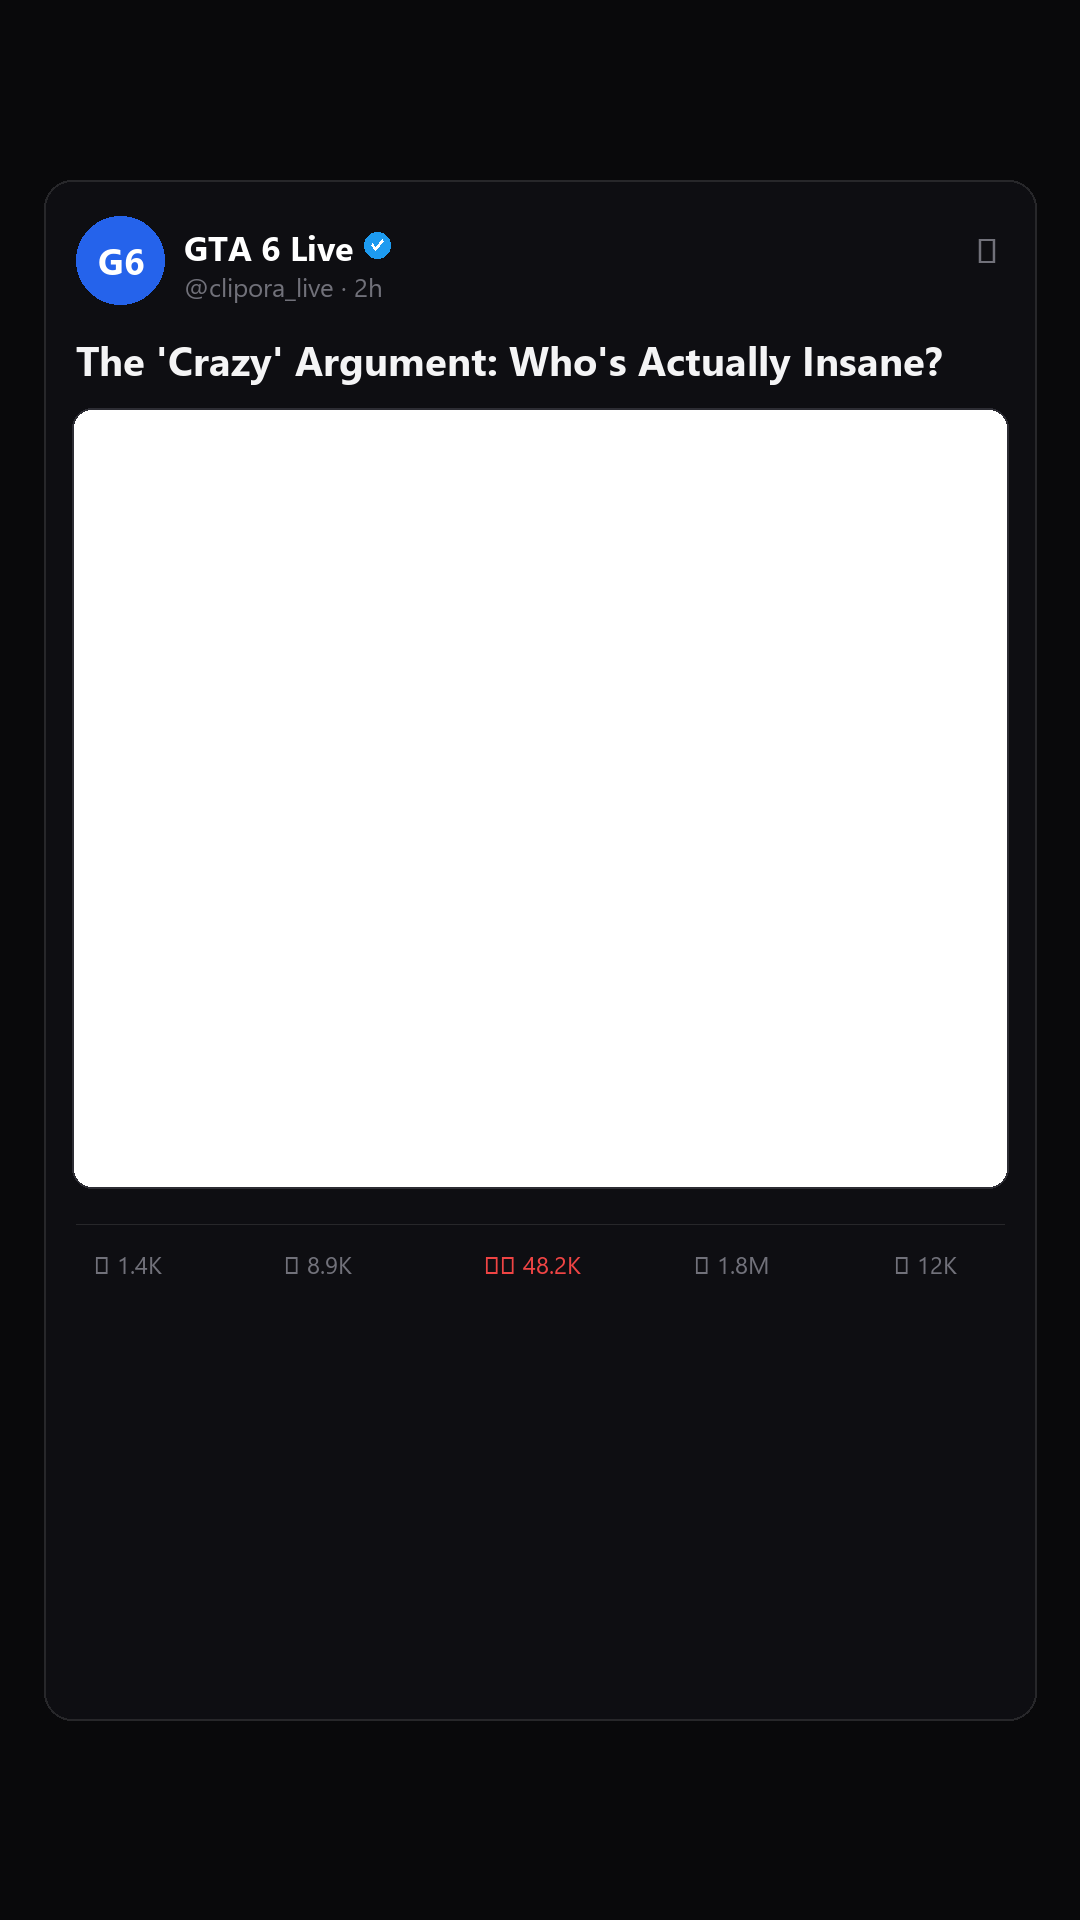 G6
GTA 6 Live
@clipora_live · 2h
The 'Crazy' Argument: Who's Actually Insane?
1.4K
8.9K
48.2K
1.8M
12K